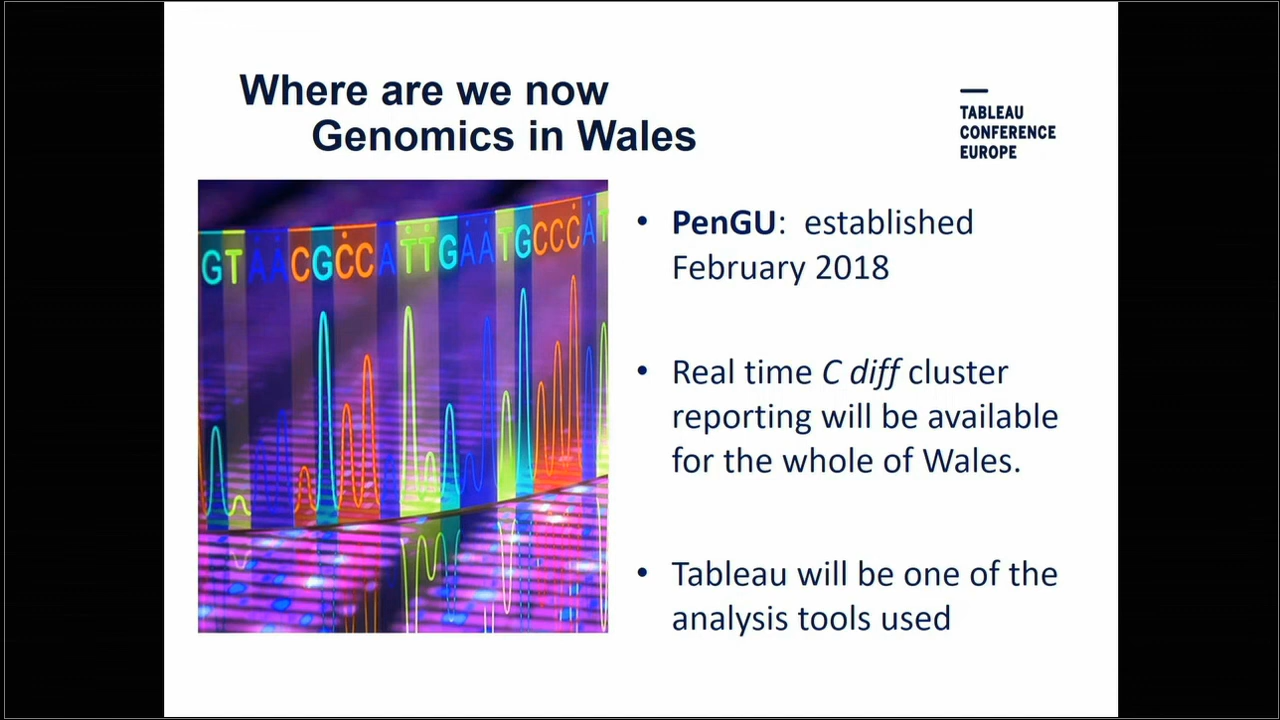 Where are we now
Genomics in Wales
TABLEAU
CONFERENCE
EUROPE
GTAACGCCATTGAATGCCCAT
• PenGU: established
February 2018
• Real time C diff cluster
reporting will be available
for the whole of Wales.
• Tableau will be one of the
analysis tools used